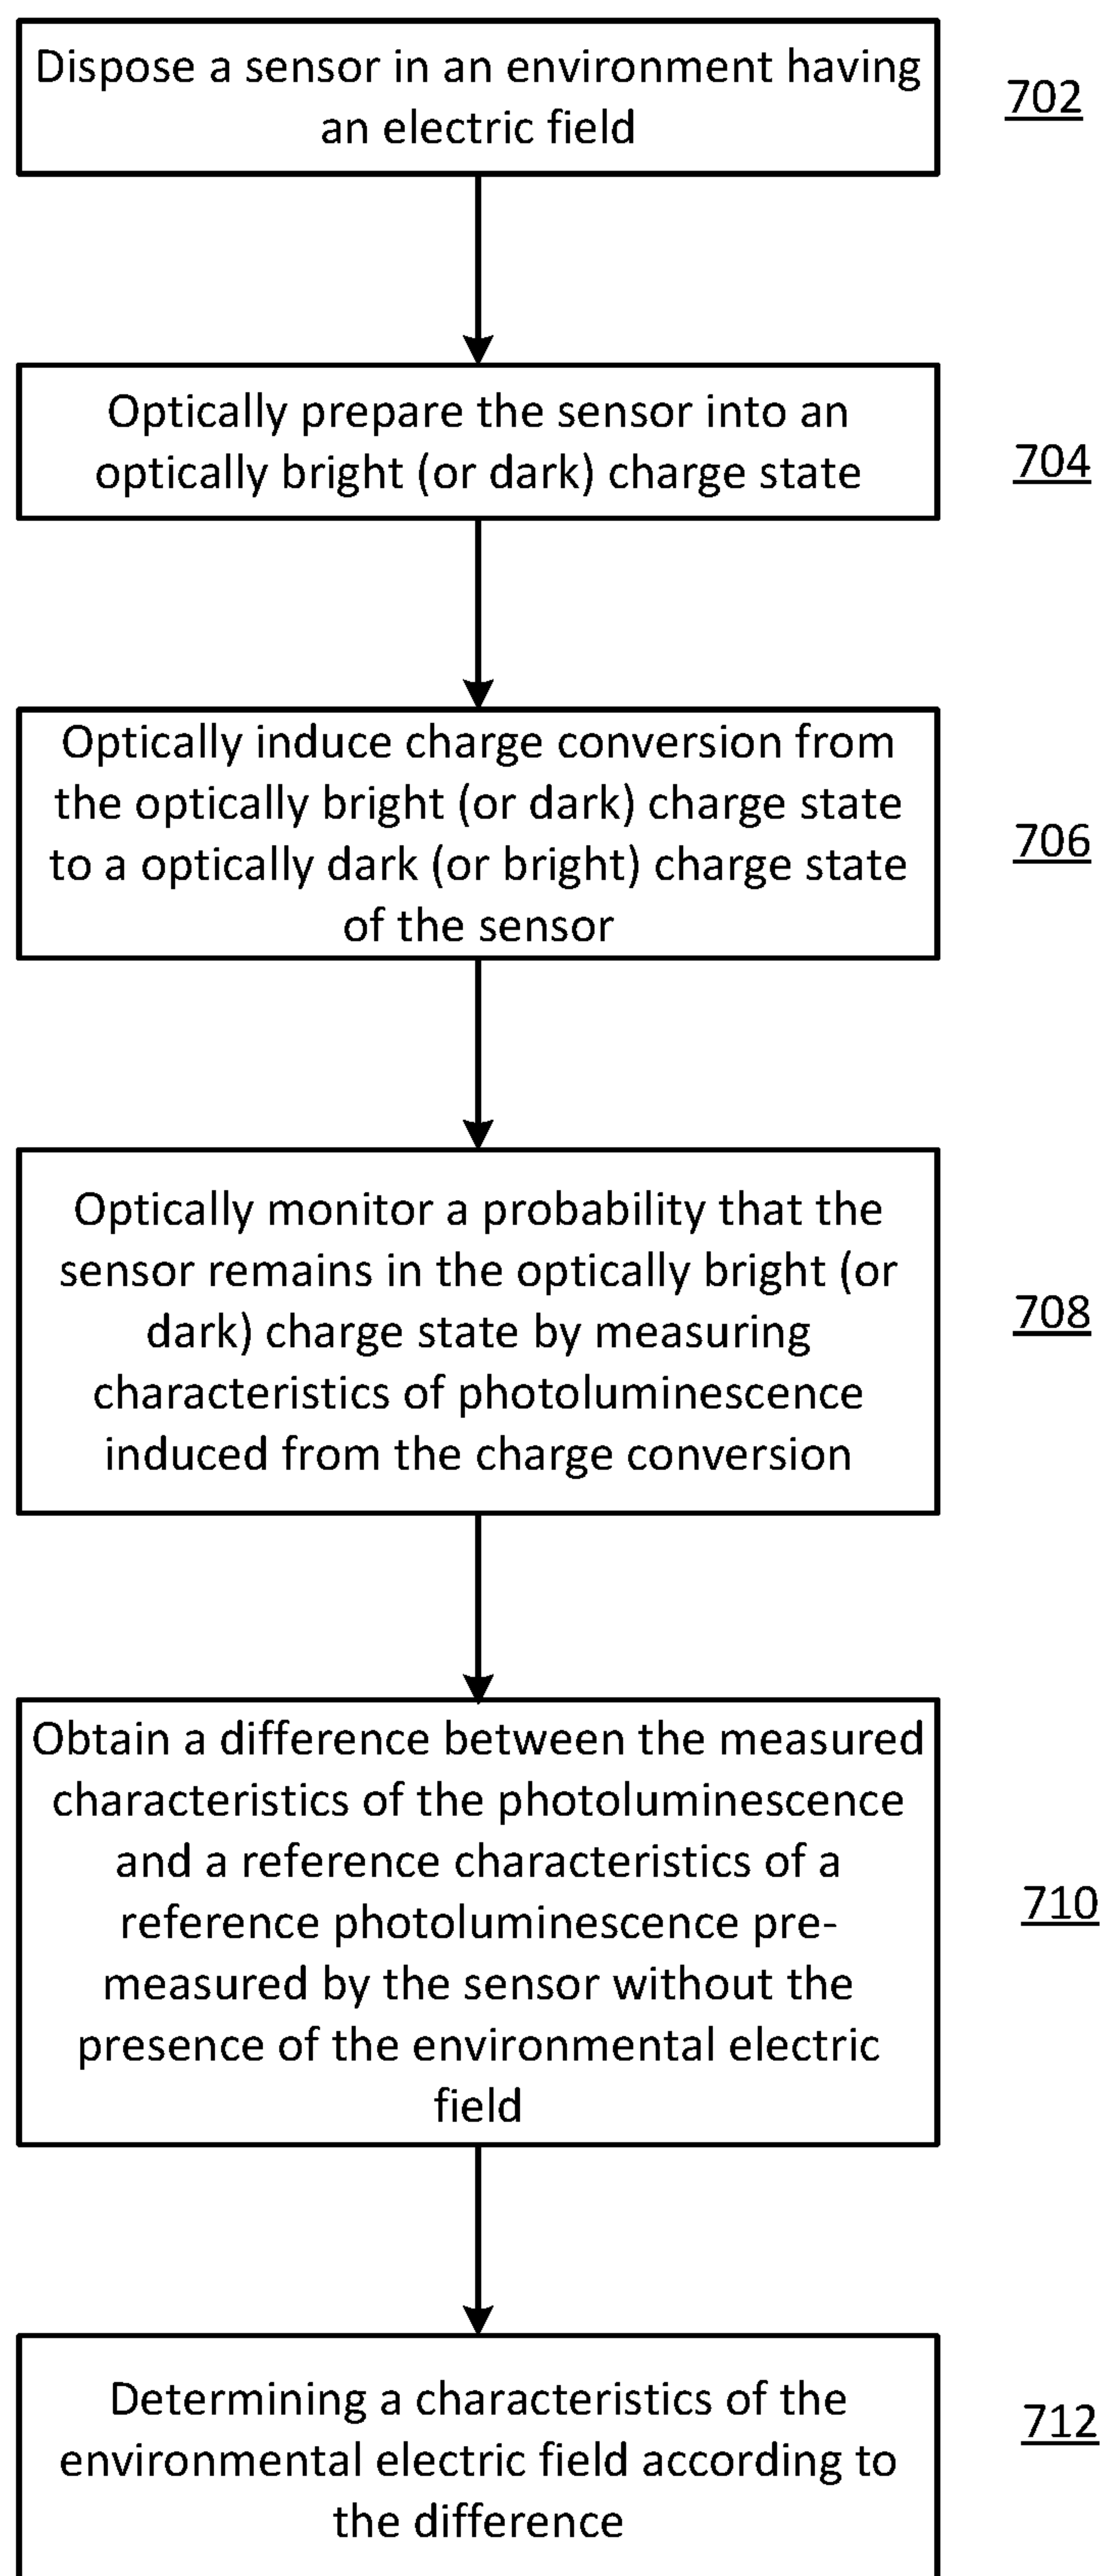 Dispose a sensor in an environment having
an electric field
702
Optically prepare the sensor into an
optically bright (or dark) charge state
704
Optically induce charge conversion from
the optically bright (or dark) charge state
to a optically dark (or bright) charge state
of the sensor
706
Optically monitor a probability that the
sensor remains in the optically bright (or
dark) charge state by measuring
characteristics of photoluminescence
induced from the charge conversion
708
Obtain a difference between the measured
characteristics of the photoluminescence
and a reference characteristics of a
reference photoluminescence pre-
measured by the sensor without the
presence of the environmental electric
field
710
Determining a characteristics of the
environmental electric field according to
the difference
712